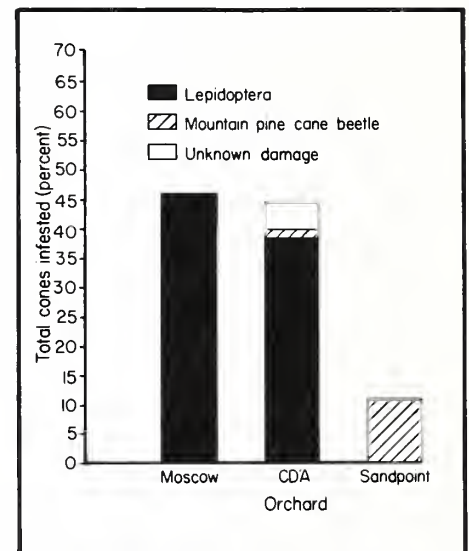 Total cones infested (percent)
70
65
60
55
50
45
40
35
30
25
20
15
10
5
0
Lepidoptera
Mountain pine cane beetle
Unknown damage
Moscow CDA Sandpoint
Orchard